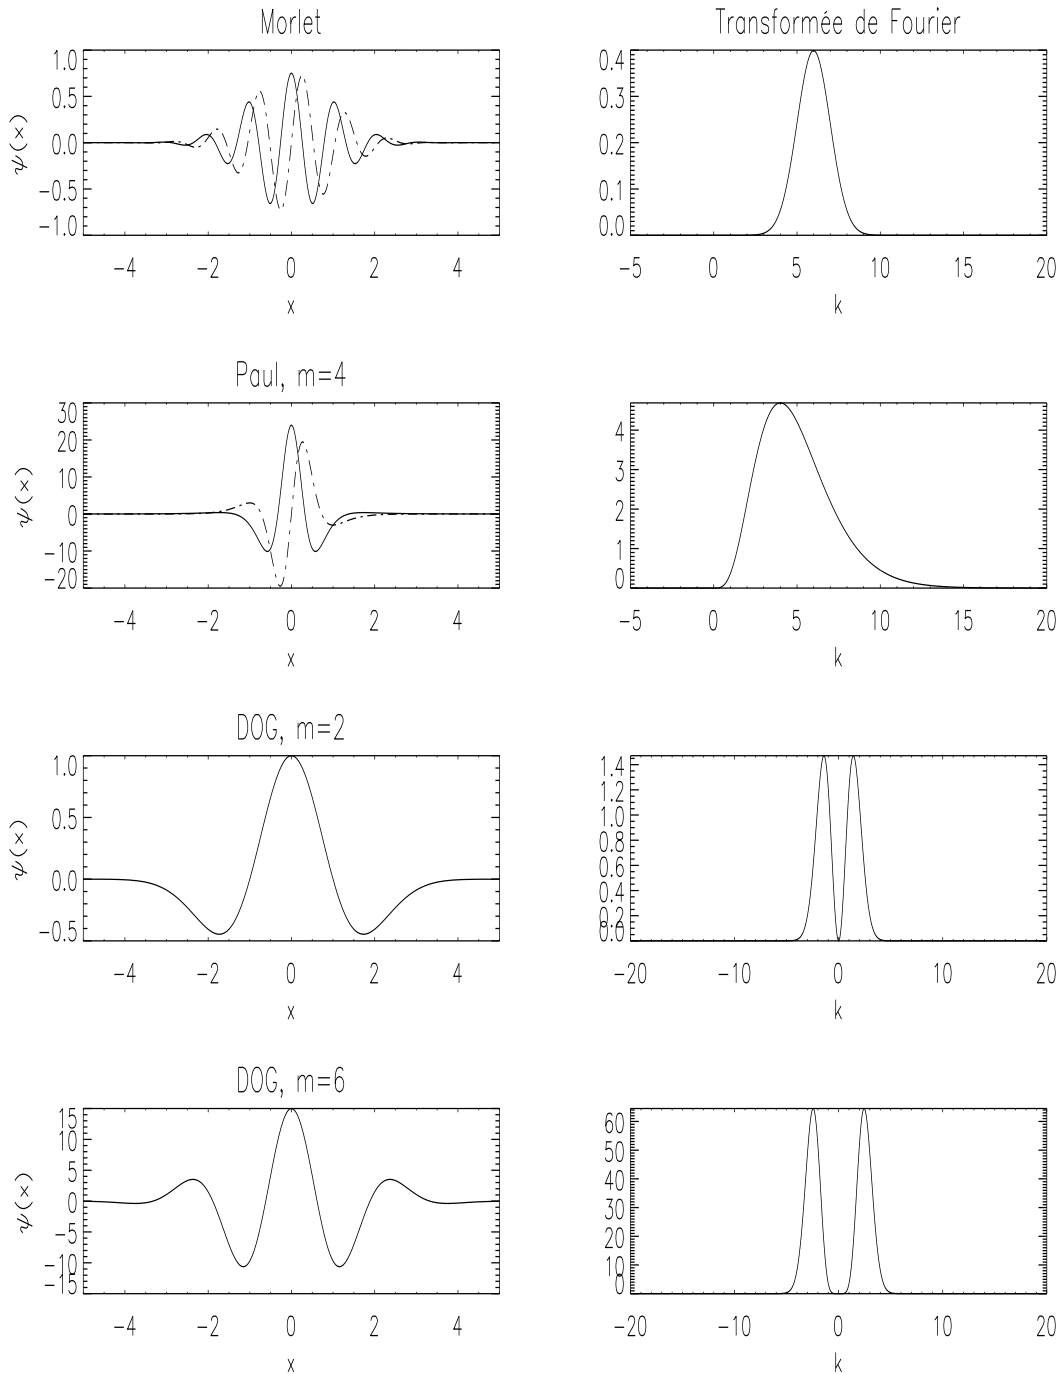 Morlet
Transformée de Fourier
1.0
0.5
0.0
−0.5
−1.0
ψ(x)
−4 −2 0 2 4
x
0.4
0.3
0.2
0.1
0.0
−5 0 5 10 15 20
k
Paul, m=4
30
20
10
0
−10
−20
ψ(x)
−4 −2 0 2 4
x
4
3
2
1
0
−5 0 5 10 15 20
k
DOG, m=2
1.0
0.5
0.0
−0.5
ψ(x)
−4 −2 0 2 4
x
1.4
1.2
1.0
0.8
0.6
0.4
0.2
0.0
−20 −10 0 10 20
k
DOG, m=6
15
10
5
0
−5
−10
−15
ψ(x)
−4 −2 0 2 4
x
60
50
40
30
20
10
0
−20 −10 0 10 20
k